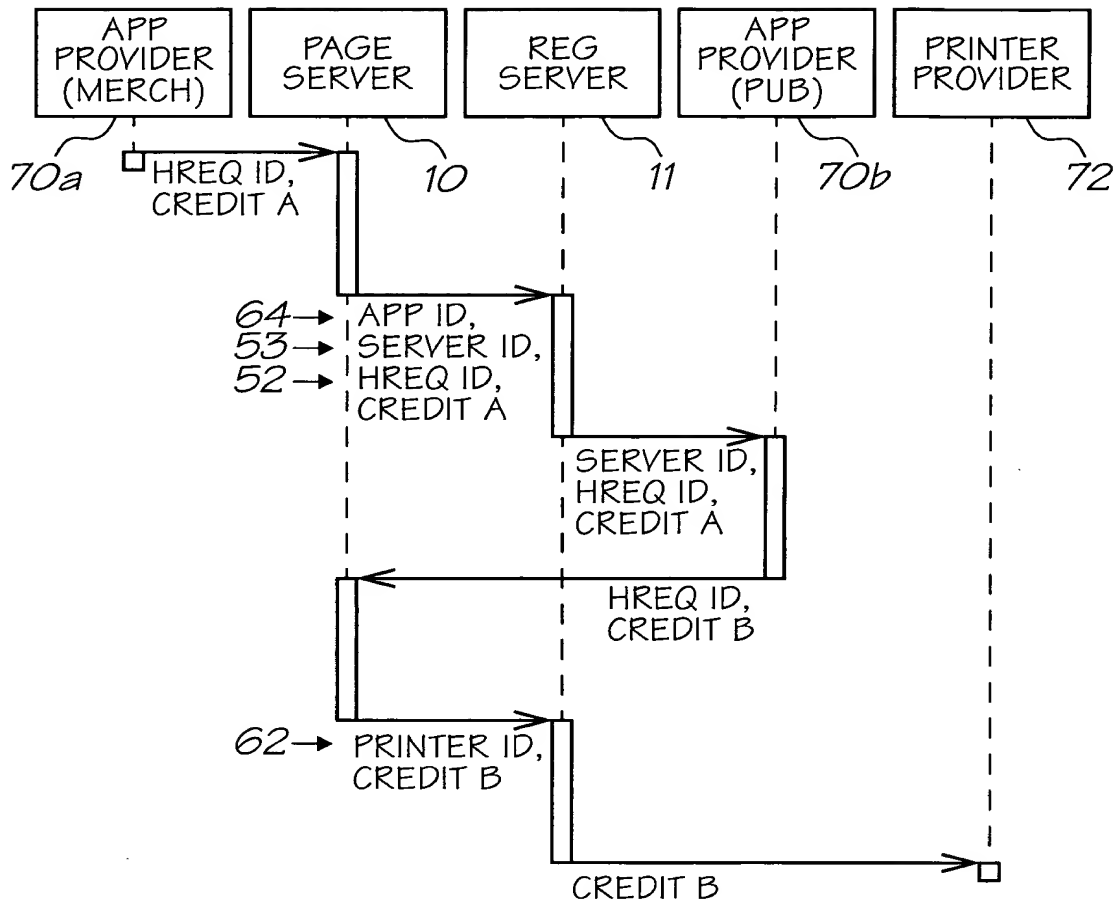 APP
PROVIDER
(MERCH)
PAGE
SERVER
REG
SERVER
APP
PROVIDER
(PUB)
PRINTER
PROVIDER
70a
10
11
70b
72
HREQ ID,
CREDIT A
64
APP ID,
53
SERVER ID,
52
HREQ ID,
CREDIT A
SERVER ID,
HREQ ID,
CREDIT A
HREQ ID,
CREDIT B
62
PRINTER ID,
CREDIT B
CREDIT B